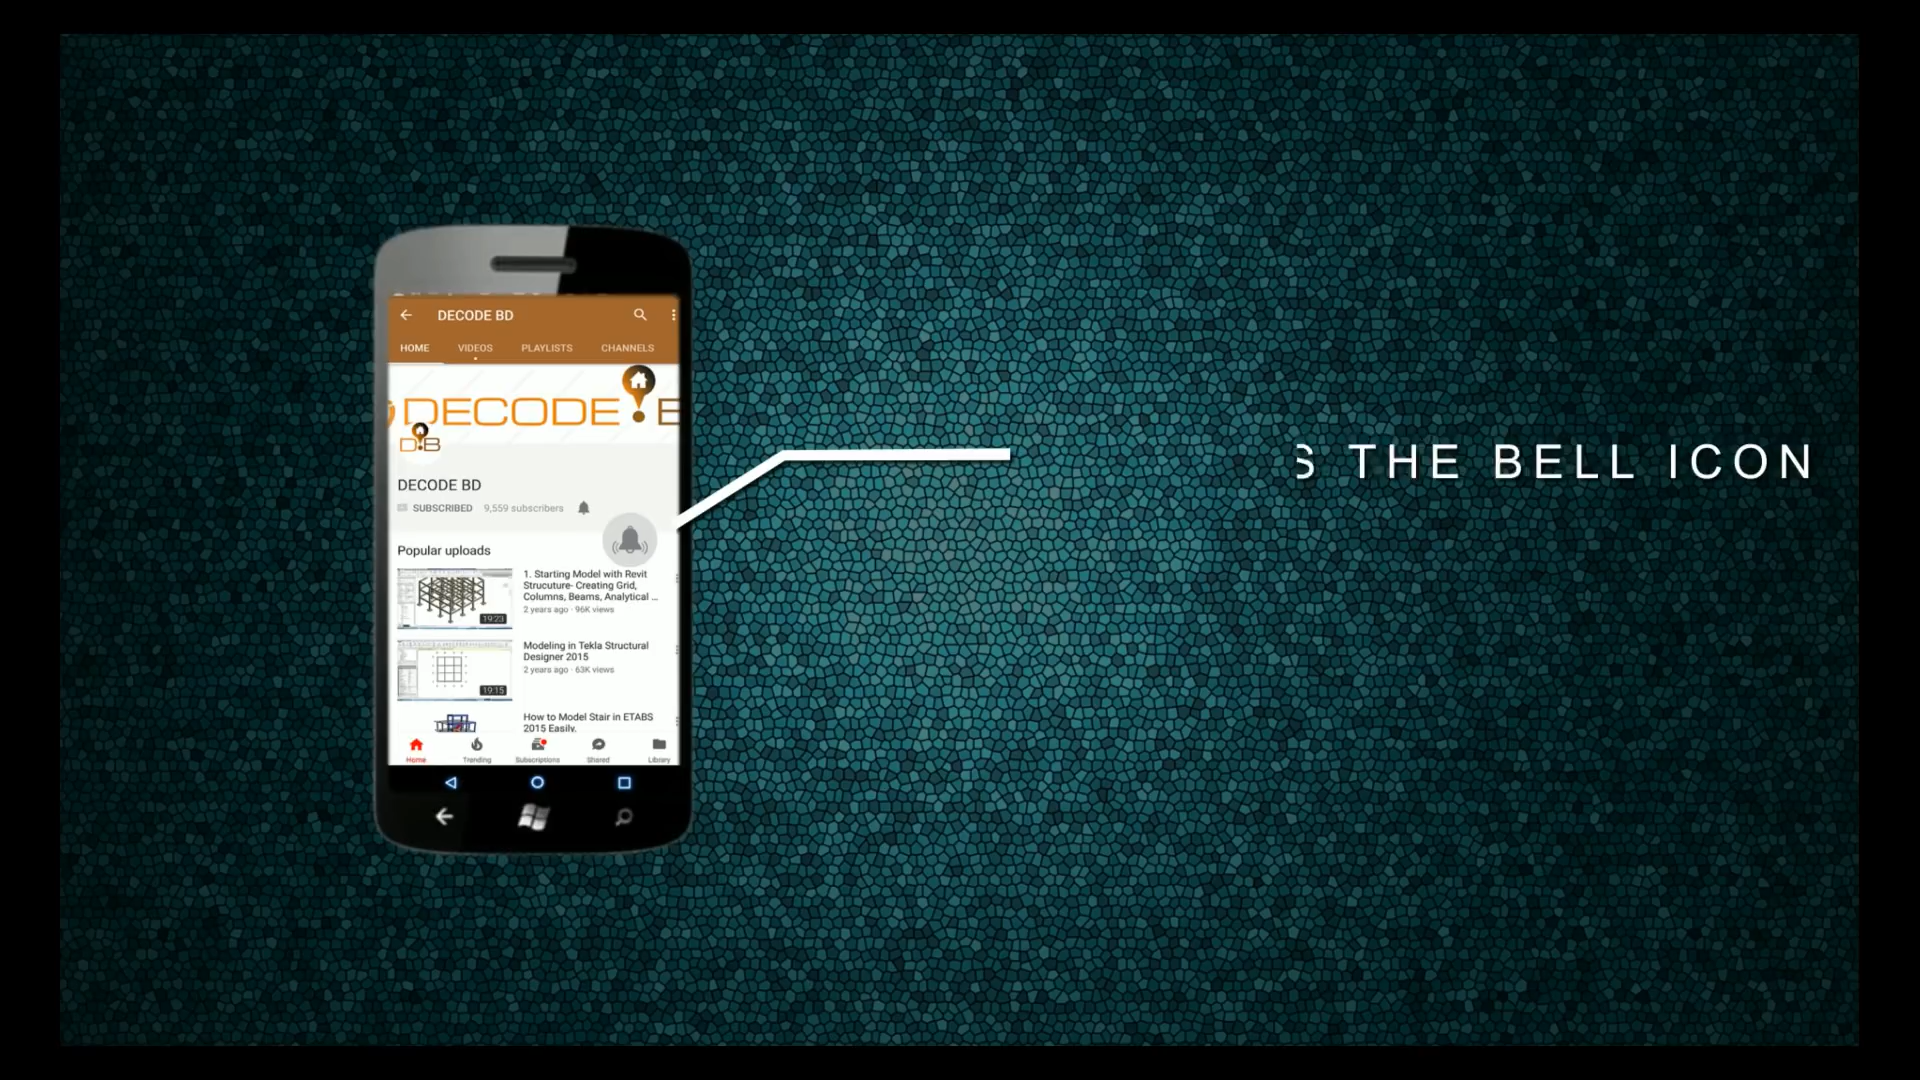 DECODE BD
HOME VIDEOS PLAYLISTS CHANNELS
DECODE B
D B
DECODE BD
SUBSCRIBED 9,559 subscribers
Popular uploads
1. Starting Model with Revit
Strucuture- Creating Grid,
Columns, Beams, Analytical ...
2 years ago · 96K views
19:23
Modeling in Tekla Structural
Designer 2015
2 years ago · 63K views
19:15
How to Model Stair in ETABS
2015 Easily.
Home Trending Subscriptions Shared Library
S THE BELL ICON